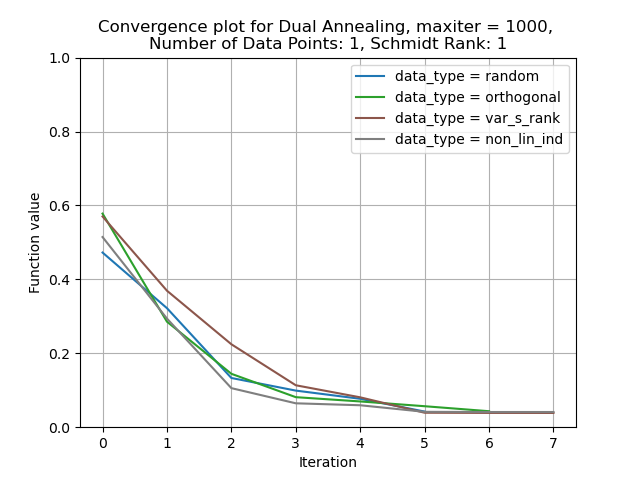 Convergence plot for Dual Annealing, maxiter = 1000,
Number of Data Points: 1, Schmidt Rank: 1
data_type = random
data_type = orthogonal
data_type = var_s_rank
data_type = non_lin_ind
Function value
1.0
0.8
0.6
0.4
0.2
0.0
0 1 2 3 4 5 6 7
Iteration